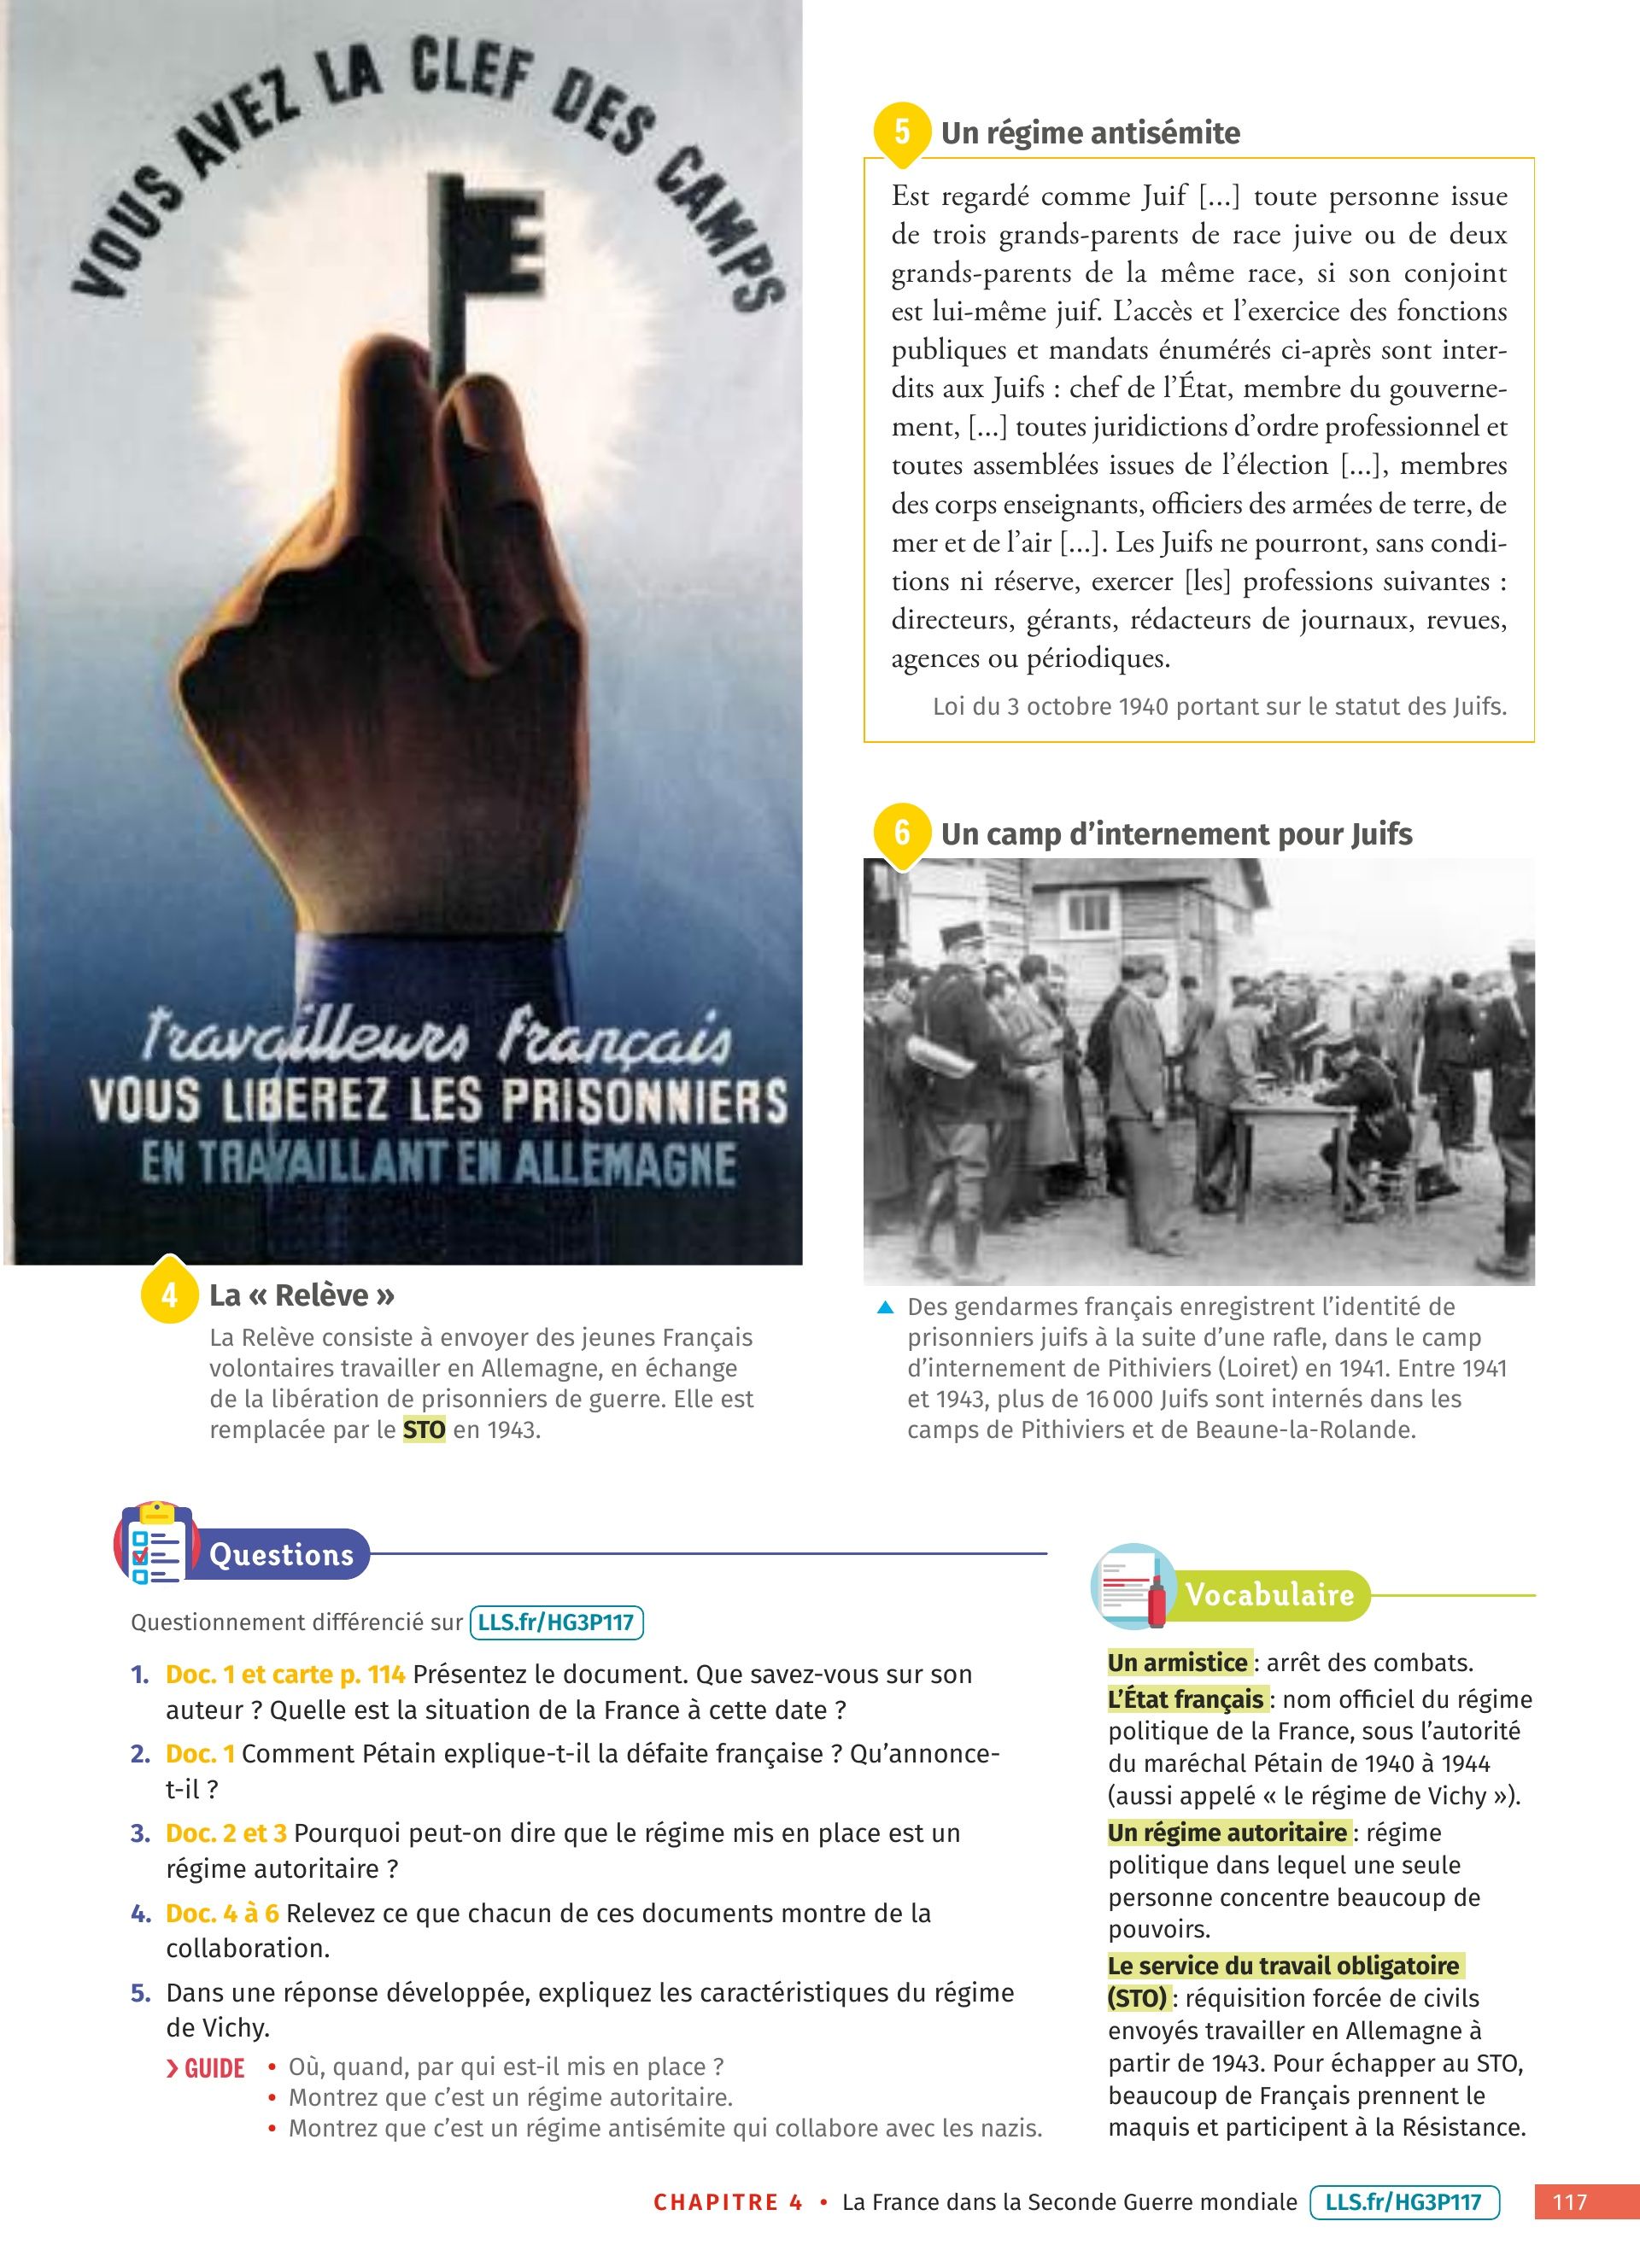 VOUS AVEZ LA CLEF DES CAMPS
travailleurs français
VOUS LIBEREZ LES PRISONNIERS
EN TRAVAILLANT EN ALLEMAGNE
4 La « Relève »
La Relève consiste à envoyer des jeunes Français
volontaires travailler en Allemagne, en échange
de la libération de prisonniers de guerre. Elle est
remplacée par le STO en 1943.
5 Un régime antisémite
Est regardé comme Juif [...] toute personne issue
de trois grands-parents de race juive ou de deux
grands-parents de la même race, si son conjoint
est lui-même juif. L'accès et l'exercice des fonctions
publiques et mandats énumérés ci-après sont inter-
dits aux Juifs : chef de l'État, membre du gouverne-
ment, [...] toutes juridictions d'ordre professionnel et
toutes assemblées issues de l'élection [...], membres
des corps enseignants, officiers des armées de terre, de
mer et de l'air [...]. Les Juifs ne pourront, sans condi-
tions ni réserve, exercer [les] professions suivantes :
directeurs, gérants, rédacteurs de journaux, revues,
agences ou périodiques.
Loi du 3 octobre 1940 portant sur le statut des Juifs.
6 Un camp d'internement pour Juifs
Des gendarmes français enregistrent l'identité de
prisonniers juifs à la suite d'une rafle, dans le camp
d'internement de Pithiviers (Loiret) en 1941. Entre 1941
et 1943, plus de 16 000 Juifs sont internés dans les
camps de Pithiviers et de Beaune-la-Rolande.
Questions
Questionnement différencié sur LLS.fr/HG3P117
1. Doc. 1 et carte p. 114 Présentez le document. Que savez-vous sur son
auteur ? Quelle est la situation de la France à cette date ?
2. Doc. 1 Comment Pétain explique-t-il la défaite française ? Qu'annonce-
t-il ?
3. Doc. 2 et 3 Pourquoi peut-on dire que le régime mis en place est un
régime autoritaire ?
4. Doc. 4 à 6 Relevez ce que chacun de ces documents montre de la
collaboration.
5. Dans une réponse développée, expliquez les caractéristiques du régime
de Vichy.
› GUIDE • Où, quand, par qui est-il mis en place ?
• Montrez que c'est un régime autoritaire.
• Montrez que c'est un régime antisémite qui collabore avec les nazis.
Vocabulaire
Un armistice : arrêt des combats.
L'État français : nom officiel du régime
politique de la France, sous l'autorité
du maréchal Pétain de 1940 à 1944
(aussi appelé « le régime de Vichy »).
Un régime autoritaire : régime
politique dans lequel une seule
personne concentre beaucoup de
pouvoirs.
Le service du travail obligatoire
(STO) : réquisition forcée de civils
envoyés travailler en Allemagne à
partir de 1943. Pour échapper au STO,
beaucoup de Français prennent le
maquis et participent à la Résistance.
CHAPITRE 4 • La France dans la Seconde Guerre mondiale LLS.fr/HG3P117 117